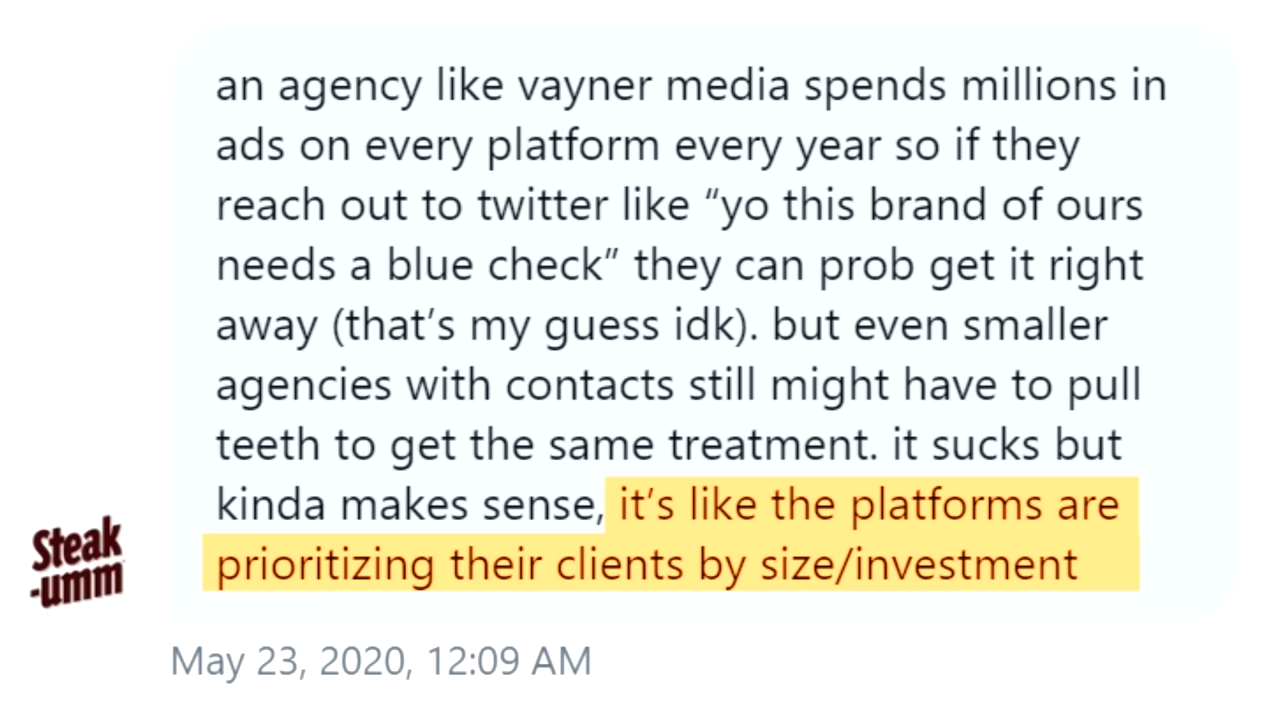 an agency like vayner media spends millions in
ads on every platform every year so if they
reach out to twitter like “yo this brand of ours
needs a blue check” they can prob get it right
away (that’s my guess idk). but even smaller
agencies with contacts still might have to pull
teeth to get the same treatment. it sucks but
kinda makes sense, it’s like the platforms are
prioritizing their clients by size/investment
Steak
-umm
May 23, 2020, 12:09 AM